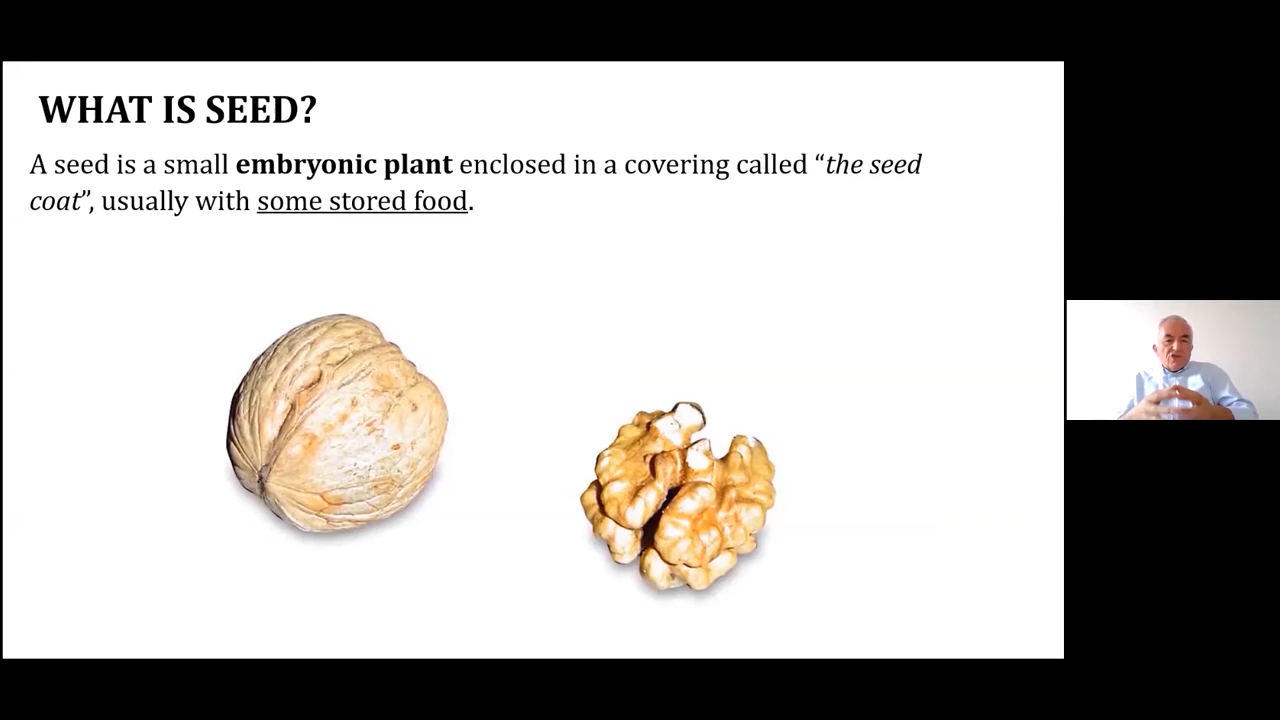 WHAT IS SEED?
A seed is a small embryonic plant enclosed in a covering called “the seed
coat”, usually with some stored food.